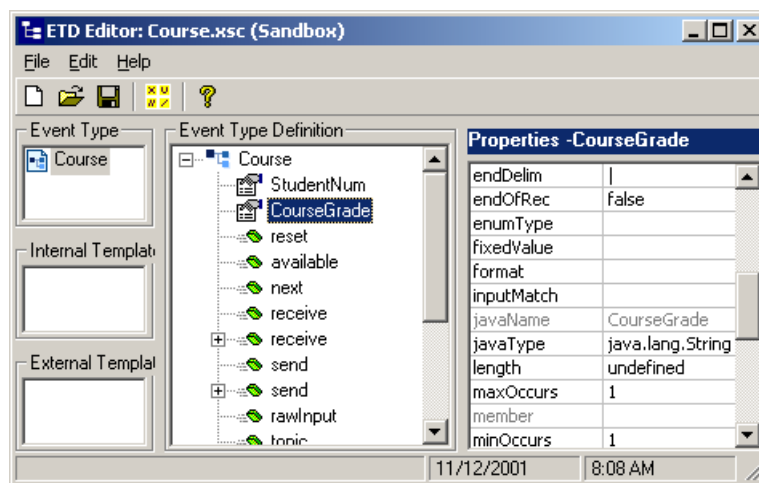 ETD Editor: Course.xsc (Sandbox)
File Edit Help
Event Type
Course
Internal Templat
External Templat
Event Type Definition
Course
StudentNum
CourseGrade
reset
available
next
receive
receive
send
send
rawInput
topic
Properties -CourseGrade
endDelim |
endOfRec false
enumType
fixedValue
format
inputMatch
javaName CourseGrade
javaType java.lang.String
length undefined
maxOccurs 1
member
minOccurs 1
11/12/2001 8:08 AM